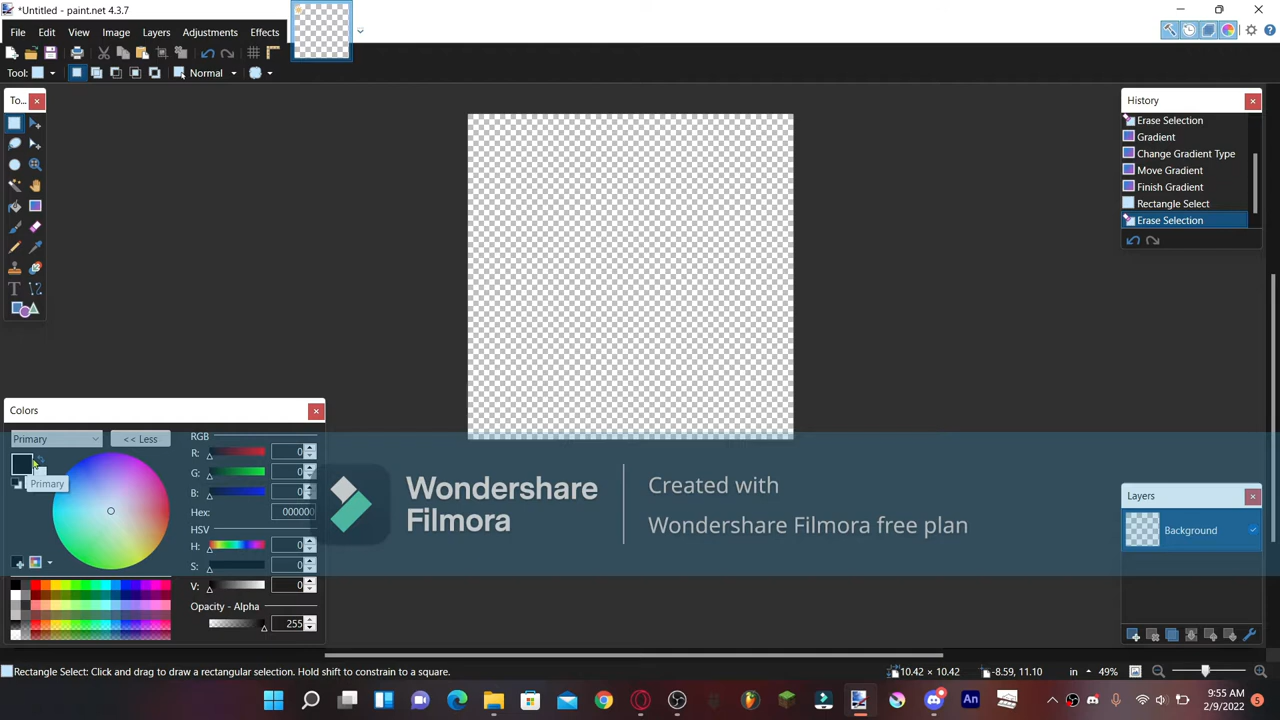 *Untitled - paint.net 4.3.7
File Edit View Image Layers Adjustments Effects
Tool: Normal
To... History
Erase Selection
Gradient
Change Gradient Type
Move Gradient
Finish Gradient
Rectangle Select
Erase Selection
Colors
Primary << Less RGB
R: 0
G: 0
Primary
B: 0
Hex: 000000
HSV
H: 0
S: 0
V: 0
Opacity - Alpha
255
Wondershare
Filmora
Created with
Wondershare Filmora free plan
Layers
Background
Rectangle Select: Click and drag to draw a rectangular selection. Hold shift to constrain to a square. 10.42 × 10.42 -8.59, 11.10 in 49%
An
9:55 AM
2/9/2022
5